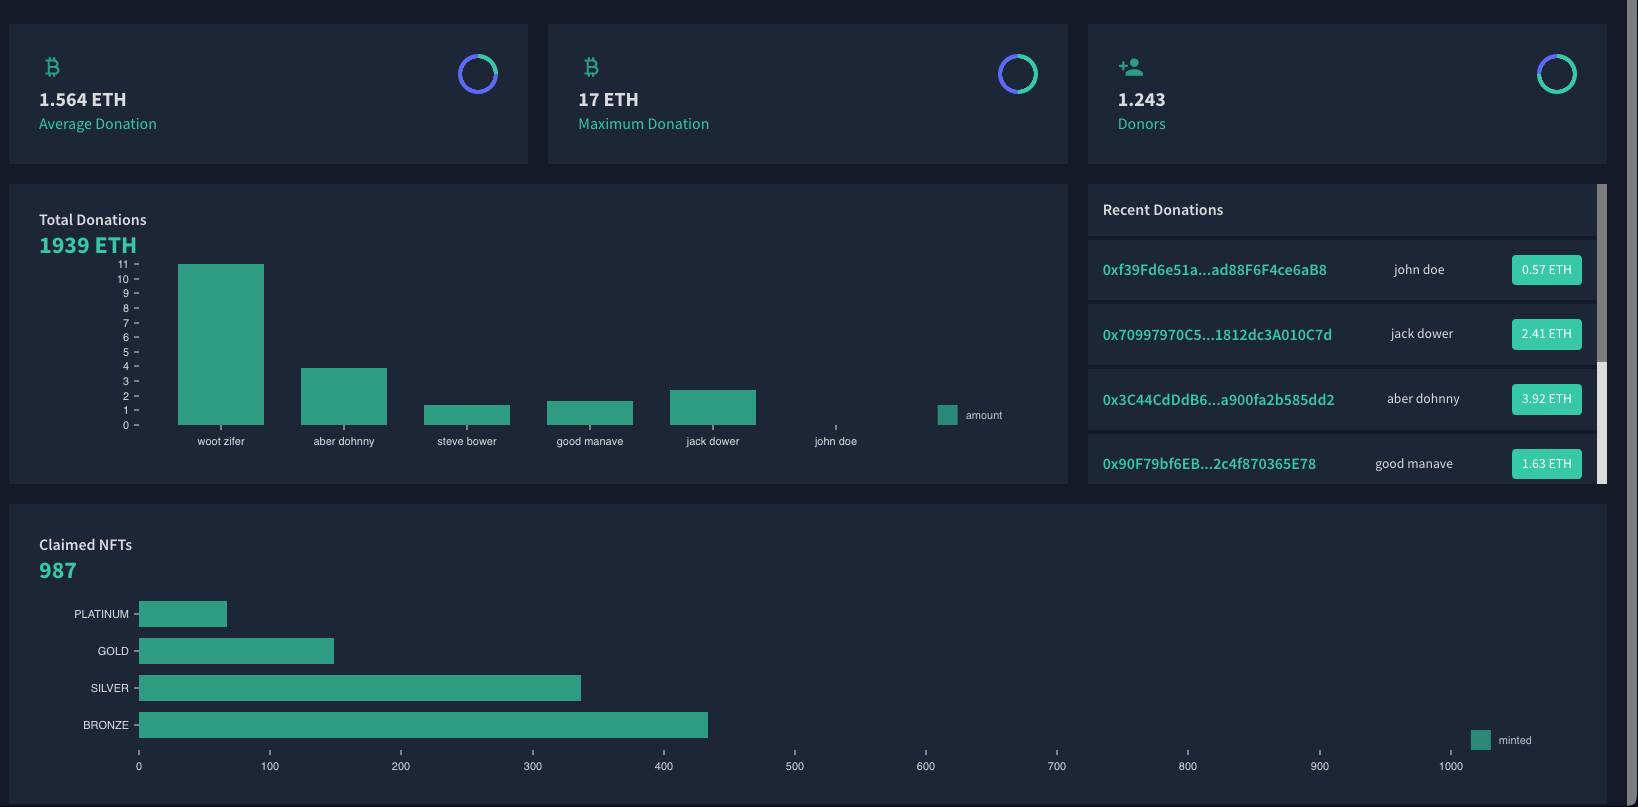 1.564 ETH
Average Donation
17 ETH
Maximum Donation
1.243
Donors
Total Donations
1939 ETH
11
10
9
8
7
6
5
4
3
2
1
0
woot zifer aber dohnny steve bower good manave jack dower john doe
amount
Recent Donations
0xf39Fd6e51a...ad88F6F4ce6aB8 john doe 0.57 ETH
0x70997970C5...1812dc3A010C7d jack dower 2.41 ETH
0x3C44CdDdB6...a900fa2b585dd2 aber dohnny 3.92 ETH
0x90F79bf6EB...2c4f870365E78 good manave 1.63 ETH
Claimed NFTs
987
PLATINUM
GOLD
SILVER
BRONZE
0 100 200 300 400 500 600 700 800 900 1000
minted